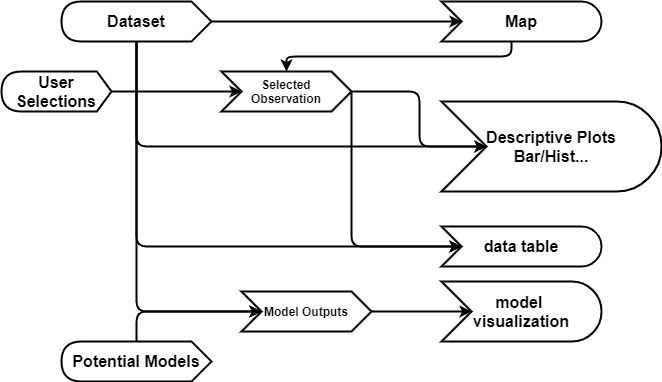 Dataset
Map
User
Selections
Selected
Observation
Descriptive Plots
Bar/Hist...
data table
Model Outputs
model
visualization
Potential Models